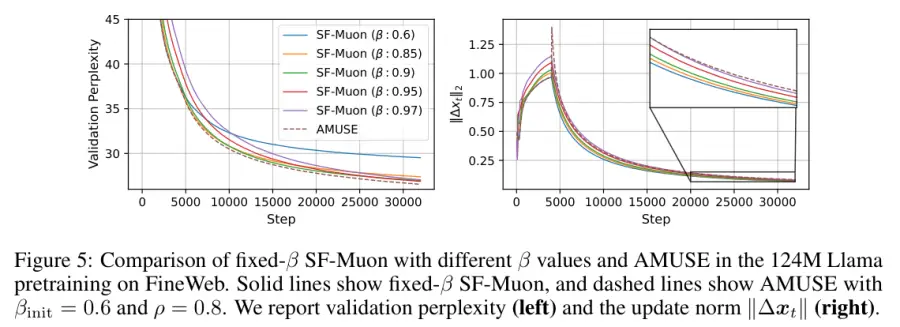 45
40
35
30
Validation Perplexity
0 5000 10000 15000 20000 25000 30000
Step
SF-Muon (β: 0.6)
SF-Muon (β: 0.85)
SF-Muon (β: 0.9)
SF-Muon (β: 0.95)
SF-Muon (β: 0.97)
AMUSE
1.25
1.00
0.75
0.50
0.25
‖Δxₜ‖₂
0 5000 10000 15000 20000 25000 30000
Step
Figure 5: Comparison of fixed-β SF-Muon with different β values and AMUSE in the 124M Llama
pretraining on FineWeb. Solid lines show fixed-β SF-Muon, and dashed lines show AMUSE with
β_init = 0.6 and ρ = 0.8. We report validation perplexity (left) and the update norm ‖Δxₜ‖ (right).